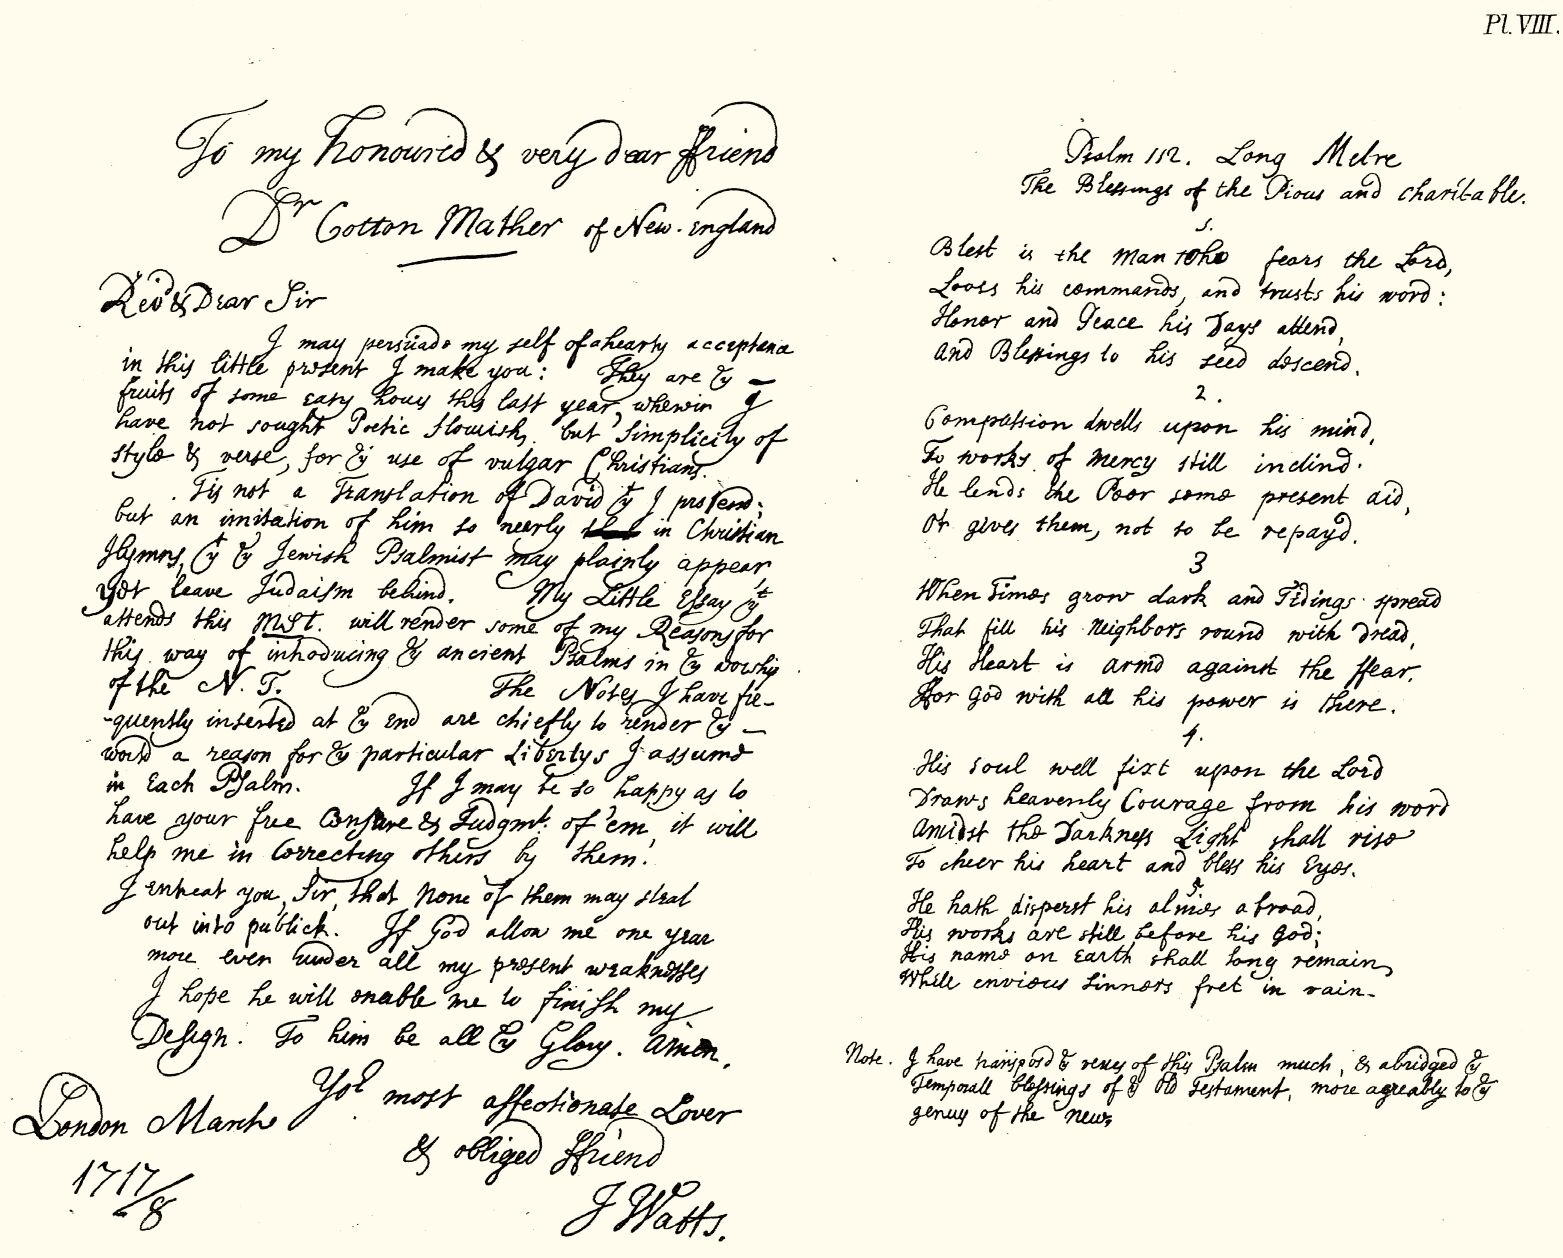 Pl. VIII.
To my honoured & very dear ffriend
Dr Cotton Mather of New-England
Revd & Dear Sir
I may persuade my self of a hearty acceptance
in this little present I make you: They are ye
fruits of some easy hours this last year, wherein I
have not sought Poetic flourish, but simplicity of
style & verse, for ye use of vulgar Christians.
Tis not a Translation of David yt I pretend;
but an imitation of him so neerly in Christian
Hymns, yt ye Jewish Psalmist may plainly appear
yet leave Judaism behind. My Little Essay yt
attends this MSt. will render some of my Reasons for
this way of introducing ye ancient Psalms in ye worship
of the N. T. The Notes I have fre-
-quently inserted at ye End are chiefly to render ye
world a reason for ye particular Libertys I assume
in Each Psalm. If I may be so happy as to
have your free Censure & Judgmt. of 'em, it will
help me in Correcting others by them.
I entreat you, Sir, that none of them may steal
out into publick. If God allow me one year
more even under all my present weaknesses
I hope he will enable me to finish my
Design. To him be all ye Glory. Amen.
Yor most affectionate Lover
& obliged ffriend
J Watts.
London March
1717/8
Psalm 112. Long Metre
The Blessings of the Pious and charitable.
1.
Blest is the man who fears the Lord,
Loves his commands, and trusts his word:
Honor and Peace his Days attend,
And Blessings to his seed descend.
2.
Compassion dwells upon his mind,
To works of mercy still inclind.
He lends the Poor some present aid,
Or gives them, not to be repayd.
3
When Times grow dark and Tidings spread
That fill his Neighbors round with dread,
His Heart is armd against the ffear,
ffor God with all his power is there.
4.
His soul well fixt upon the Lord
Draws heavenly Courage from his word
Amidst the Darkness Light shall rise
To cheer his heart and bless his Eyes.
5.
He hath disperst his almes abroad,
His works are still before his God;
His name on Earth shall long remain,
While envious Sinners fret in vain.
Note. I have transposd ye verses of this Psalm much, & abridged ye
Temporall blessings of ye Old Testament, more agreably to ye
genius of the new,